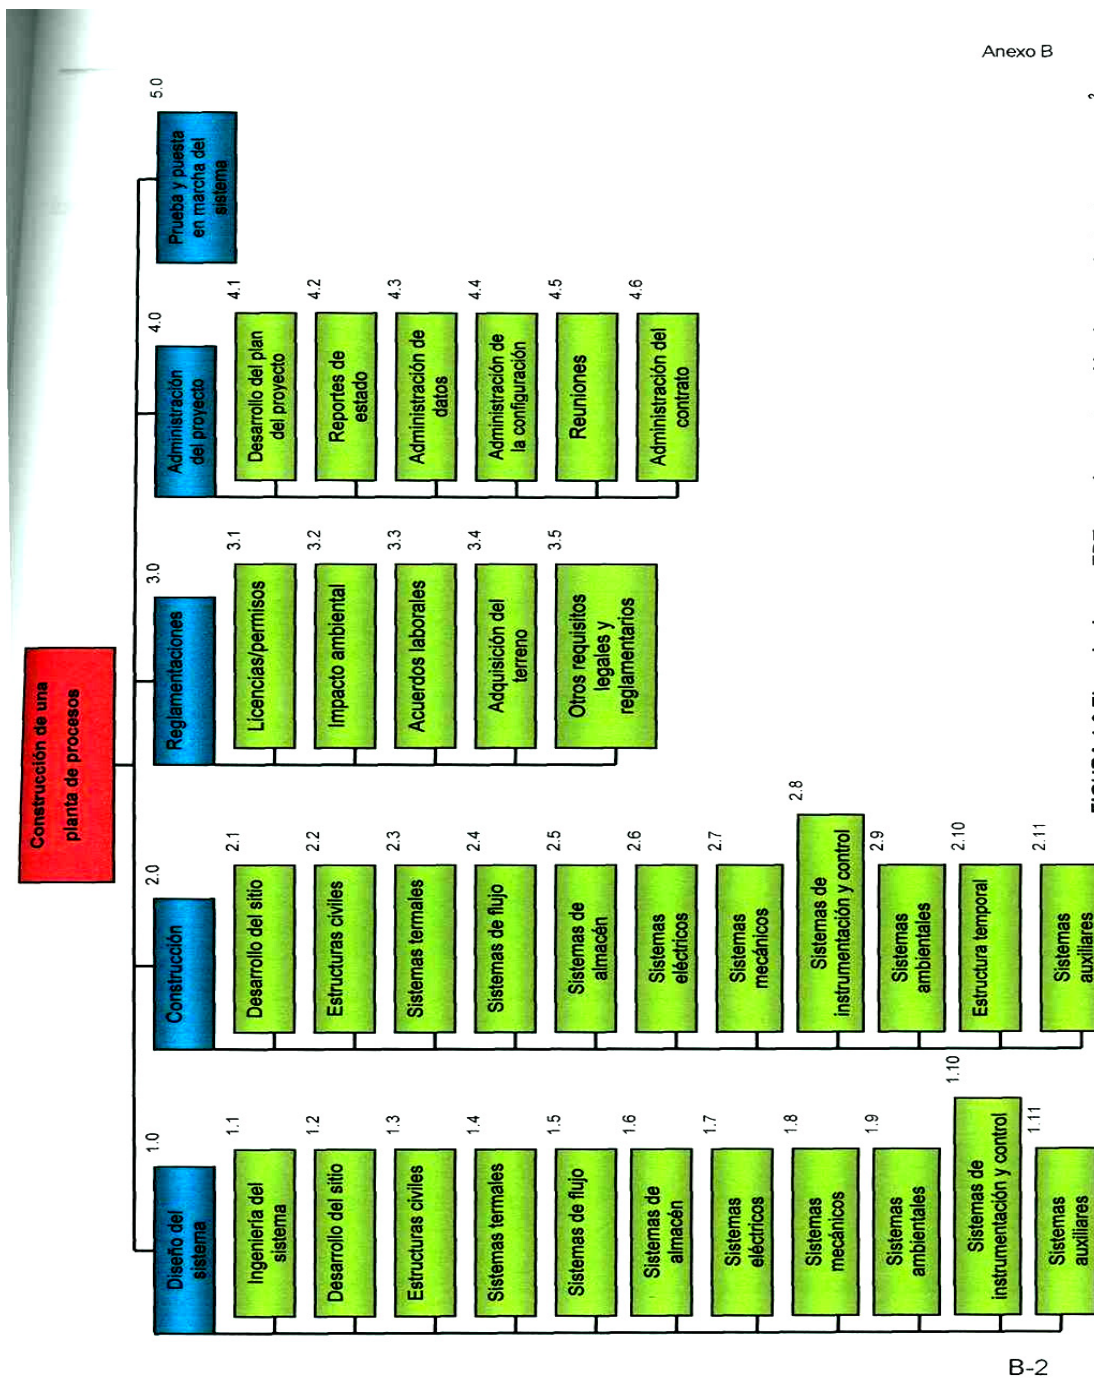 Anexo B
Construcción de una
planta de procesos
1.0
Diseño del
sistema
1.1
Ingeniería del
sistema
1.2
Desarrollo del sitio
1.3
Estructuras civiles
1.4
Sistemas termales
1.5
Sistemas de flujo
1.6
Sistemas de
almacén
1.7
Sistemas
eléctricos
1.8
Sistemas
mecánicos
1.9
Sistemas
ambientales
1.10
Sistemas de
instrumentación y control
1.11
Sistemas
auxiliares
2.0
Construcción
2.1
Desarrollo del sitio
2.2
Estructuras civiles
2.3
Sistemas termales
2.4
Sistemas de flujo
2.5
Sistemas de
almacén
2.6
Sistemas
eléctricos
2.7
Sistemas
mecánicos
2.8
Sistemas de
instrumentación y control
2.9
Sistemas
ambientales
2.10
Estructura temporal
2.11
Sistemas
auxiliares
3.0
Reglamentaciones
3.1
Licencias/permisos
3.2
Impacto ambiental
3.3
Acuerdos laborales
3.4
Adquisición del
terreno
3.5
Otros requisitos
legales y
reglamentarios
4.0
Administración
del proyecto
4.1
Desarrollo del plan
del proyecto
4.2
Reportes de
estado
4.3
Administración de
datos
4.4
Administración de
la configuración
4.5
Reuniones
4.6
Administración del
contrato
5.0
Prueba y puesta
en marcha del
sistema
B-2